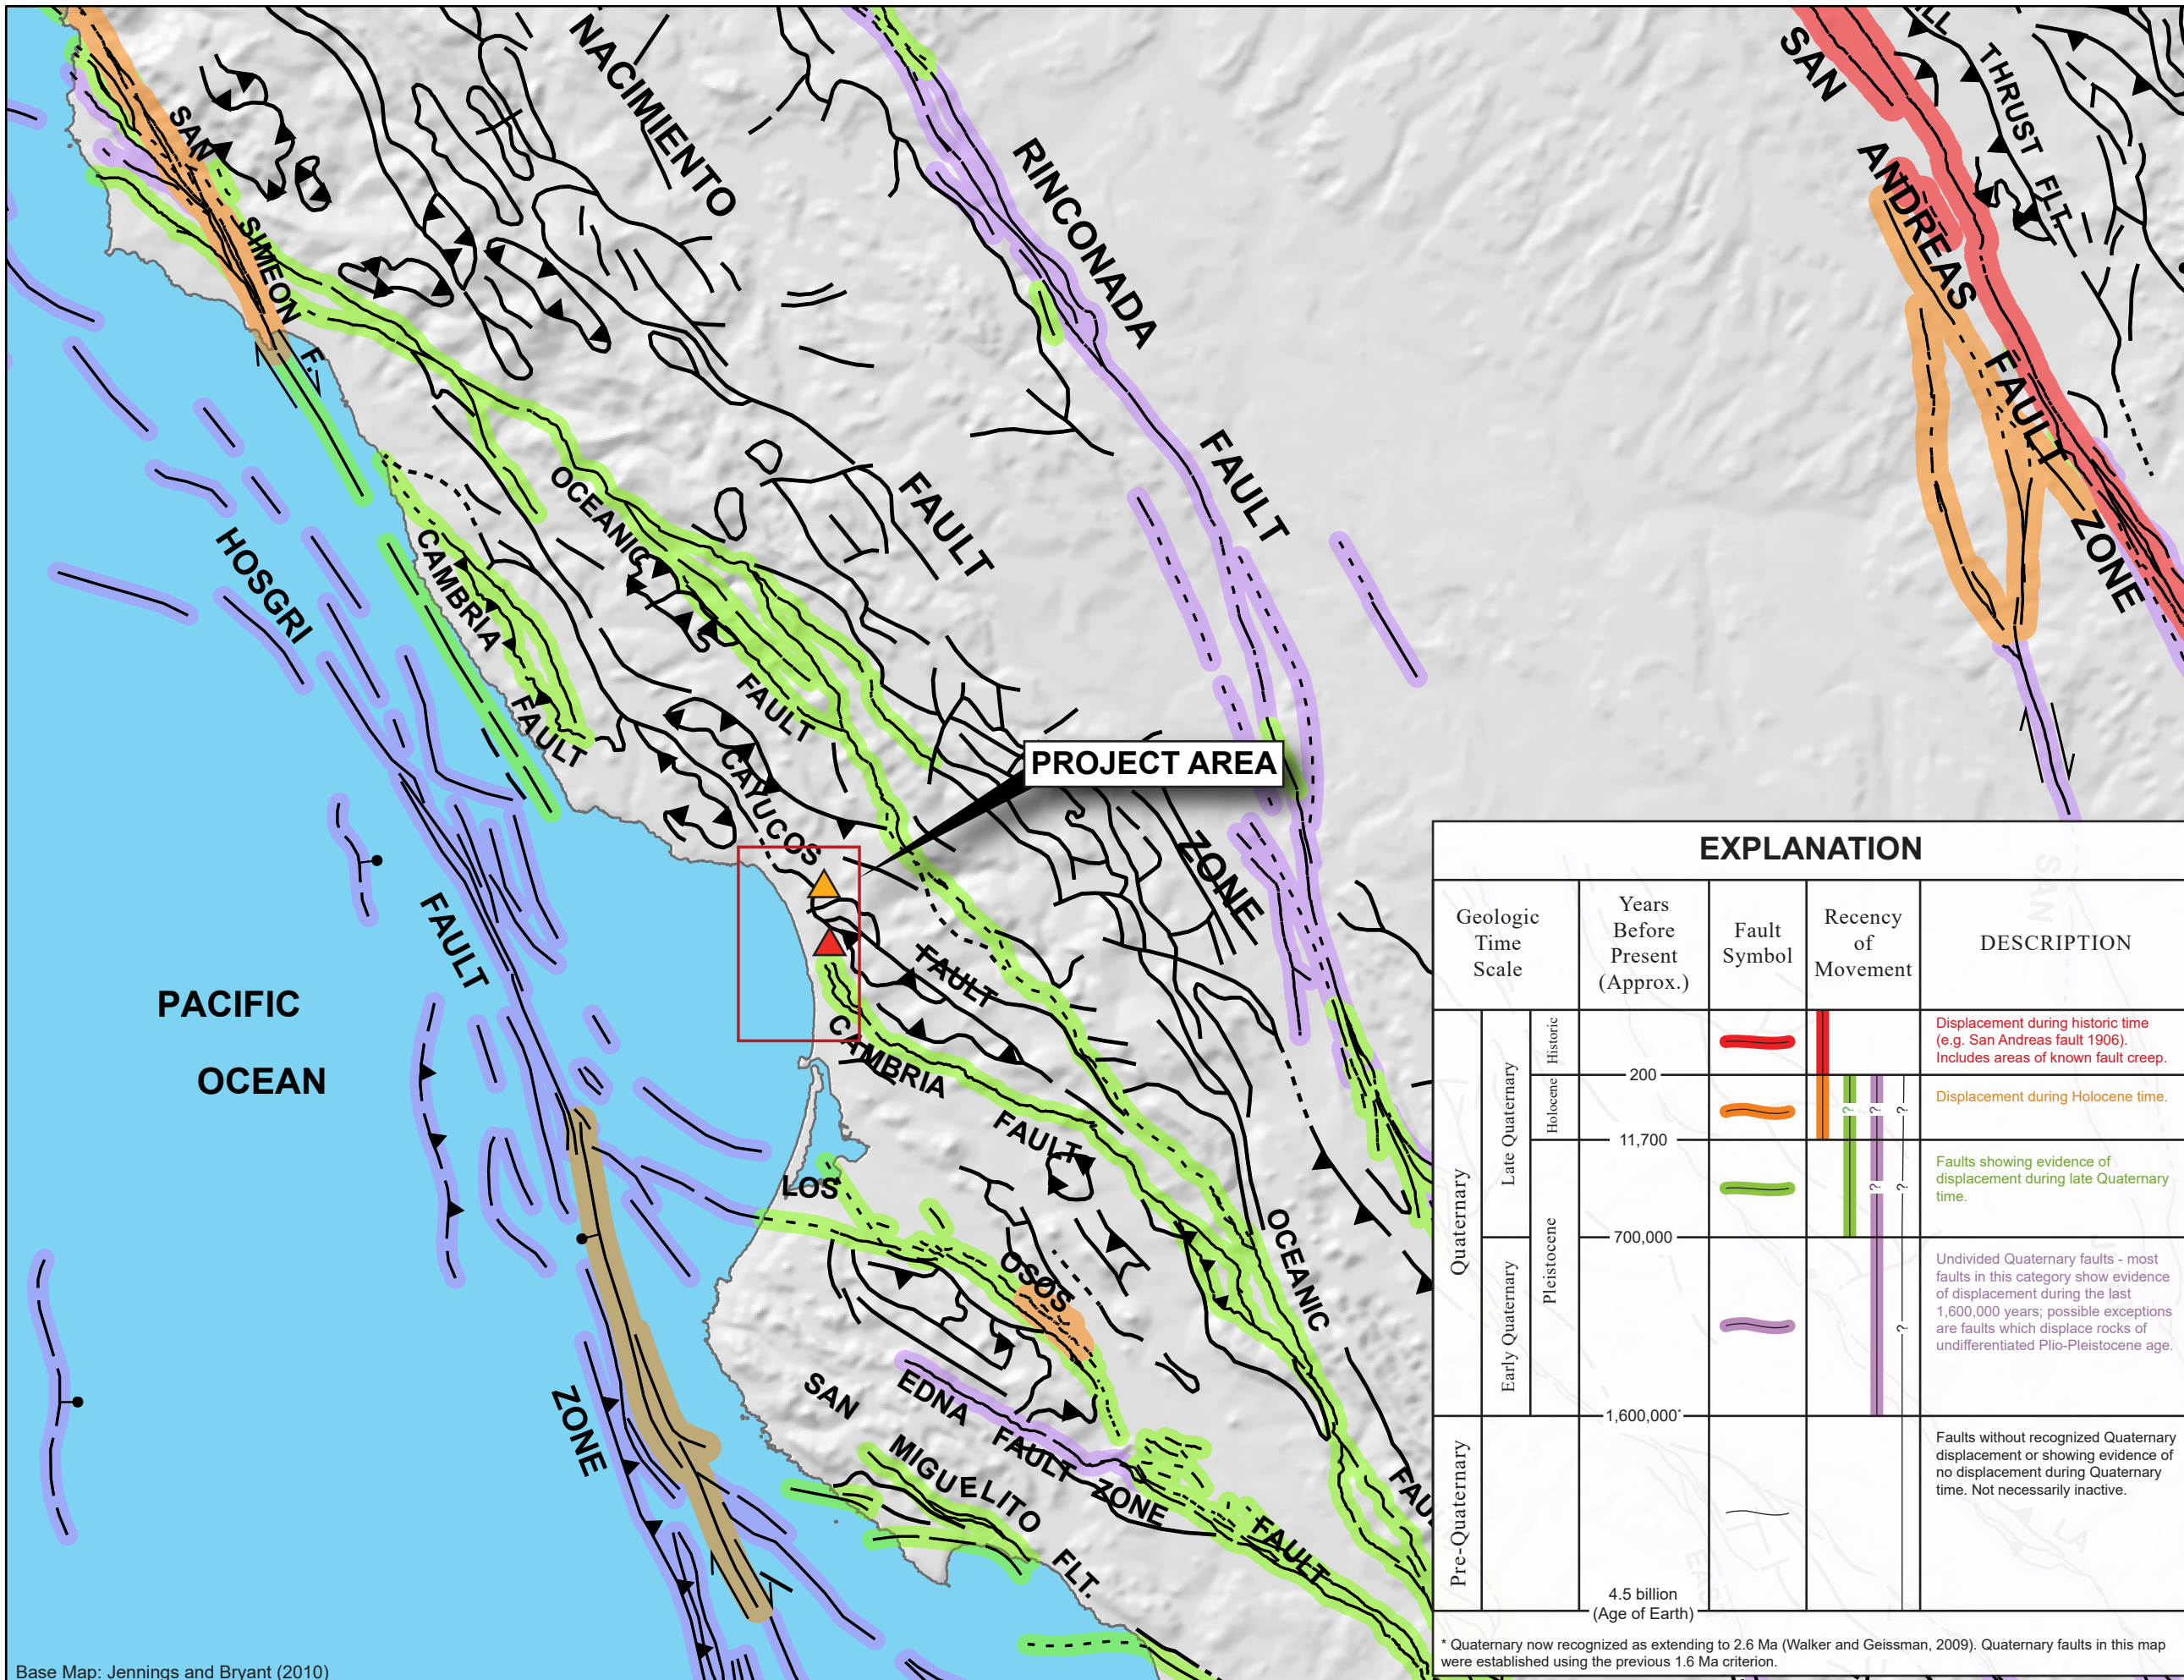 NACIMIENTO
FAULT
ZONE
SAN
SIMEON
F.
RINCONADA
FAULT
SAN
ANDREAS
FAULT
ZONE
THRUST
FLT.
OCEANIC
FAULT
CAMBRIA
FAULT
HOSGRI
FAULT
ZONE
CAYUCOS
FAULT
PROJECT AREA
PACIFIC
OCEAN
CAMBRIA
FAULT
LOS
OSOS
OCEANIC
SAN
MIGUELITO
FLT.
EDNA
FAULT
ZONE
FAULT
EXPLANATION
Geologic
Time
Scale
Years
Before
Present
(Approx.)
Fault
Symbol
Recency
of
Movement
DESCRIPTION
Quaternary
Late Quaternary
Historic
Displacement during historic time
(e.g. San Andreas fault 1906).
Includes areas of known fault creep.
200
Holocene
? ? ?
Displacement during Holocene time.
11,700
Pleistocene
? ?
Faults showing evidence of
displacement during late Quaternary
time.
700,000
Early Quaternary
?
Undivided Quaternary faults - most
faults in this category show evidence
of displacement during the last
1,600,000 years; possible exceptions
are faults which displace rocks of
undifferentiated Plio-Pleistocene age.
1,600,000*
Pre-Quaternary
Faults without recognized Quaternary
displacement or showing evidence of
no displacement during Quaternary
time. Not necessarily inactive.
4.5 billion
(Age of Earth)
* Quaternary now recognized as extending to 2.6 Ma (Walker and Geissman, 2009). Quaternary faults in this map
were established using the previous 1.6 Ma criterion.
Base Map: Jennings and Bryant (2010)